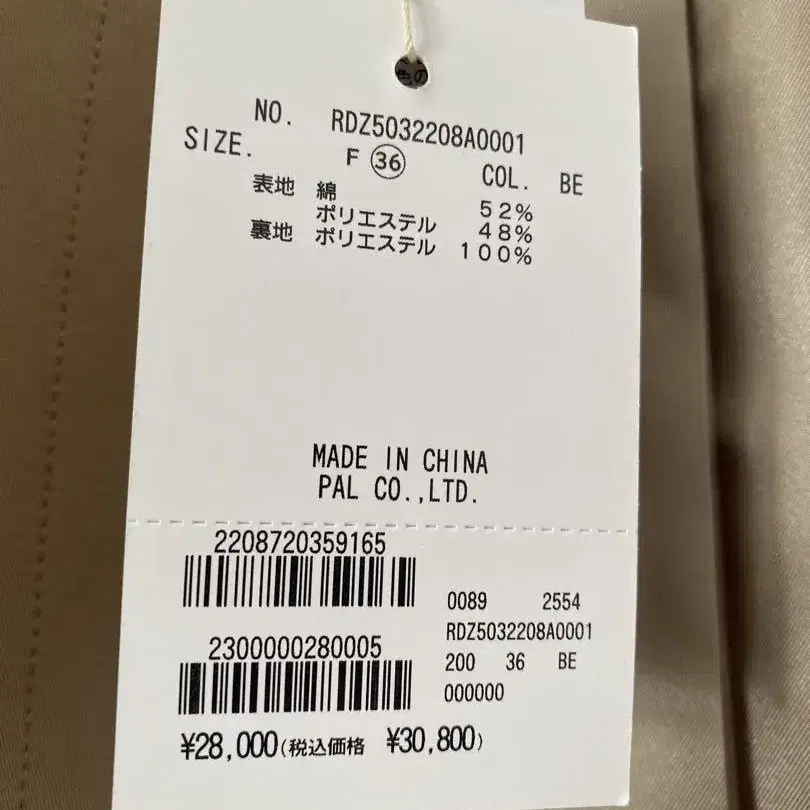 NO. RDZ5032208A0001
SIZE. F 36 COL. BE
表地 綿 52%
ポリエステル 48%
裏地 ポリエステル 100%
MADE IN CHINA
PAL CO.,LTD.
2208720359165
2300000280005
0089 2554
RDZ5032208A0001
200 36 BE
000000
¥28,000(税込価格 ¥30,800)